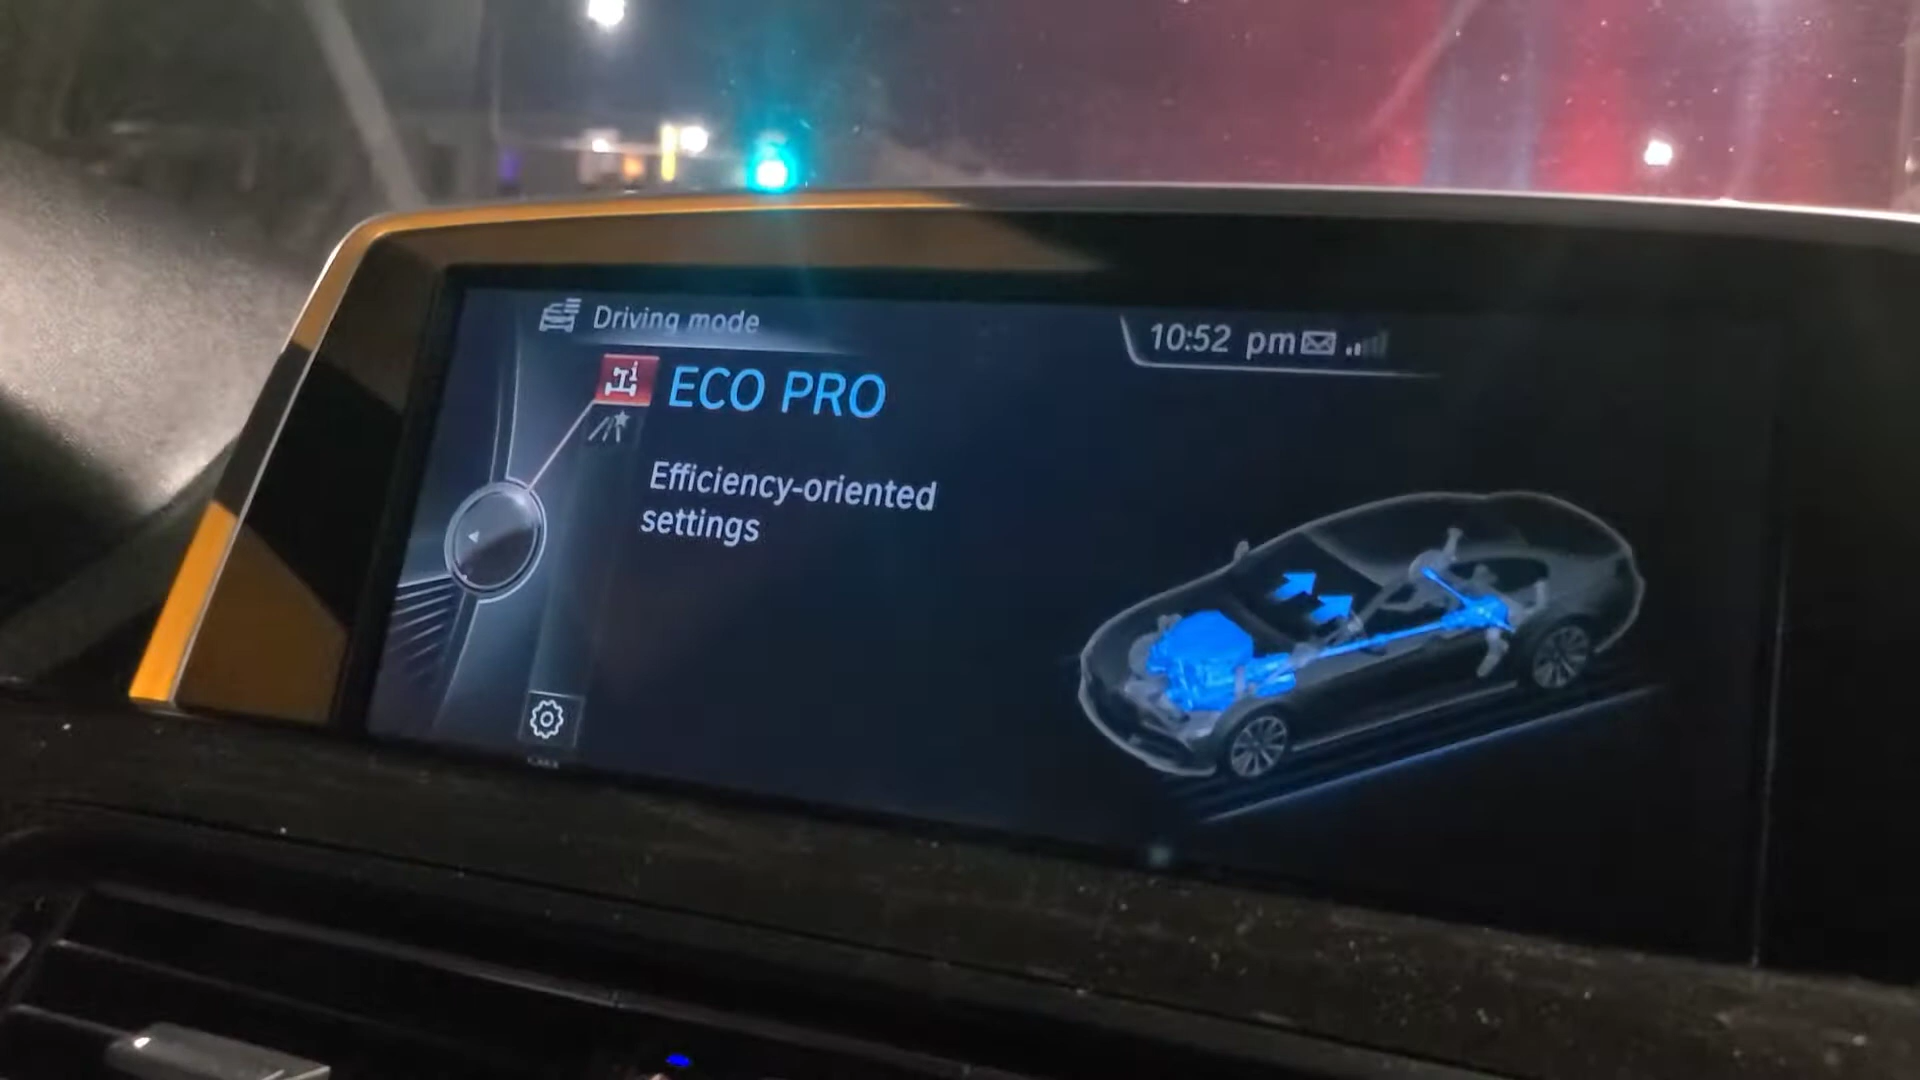 Driving mode
10:52 pm
ECO PRO
Efficiency-oriented
settings